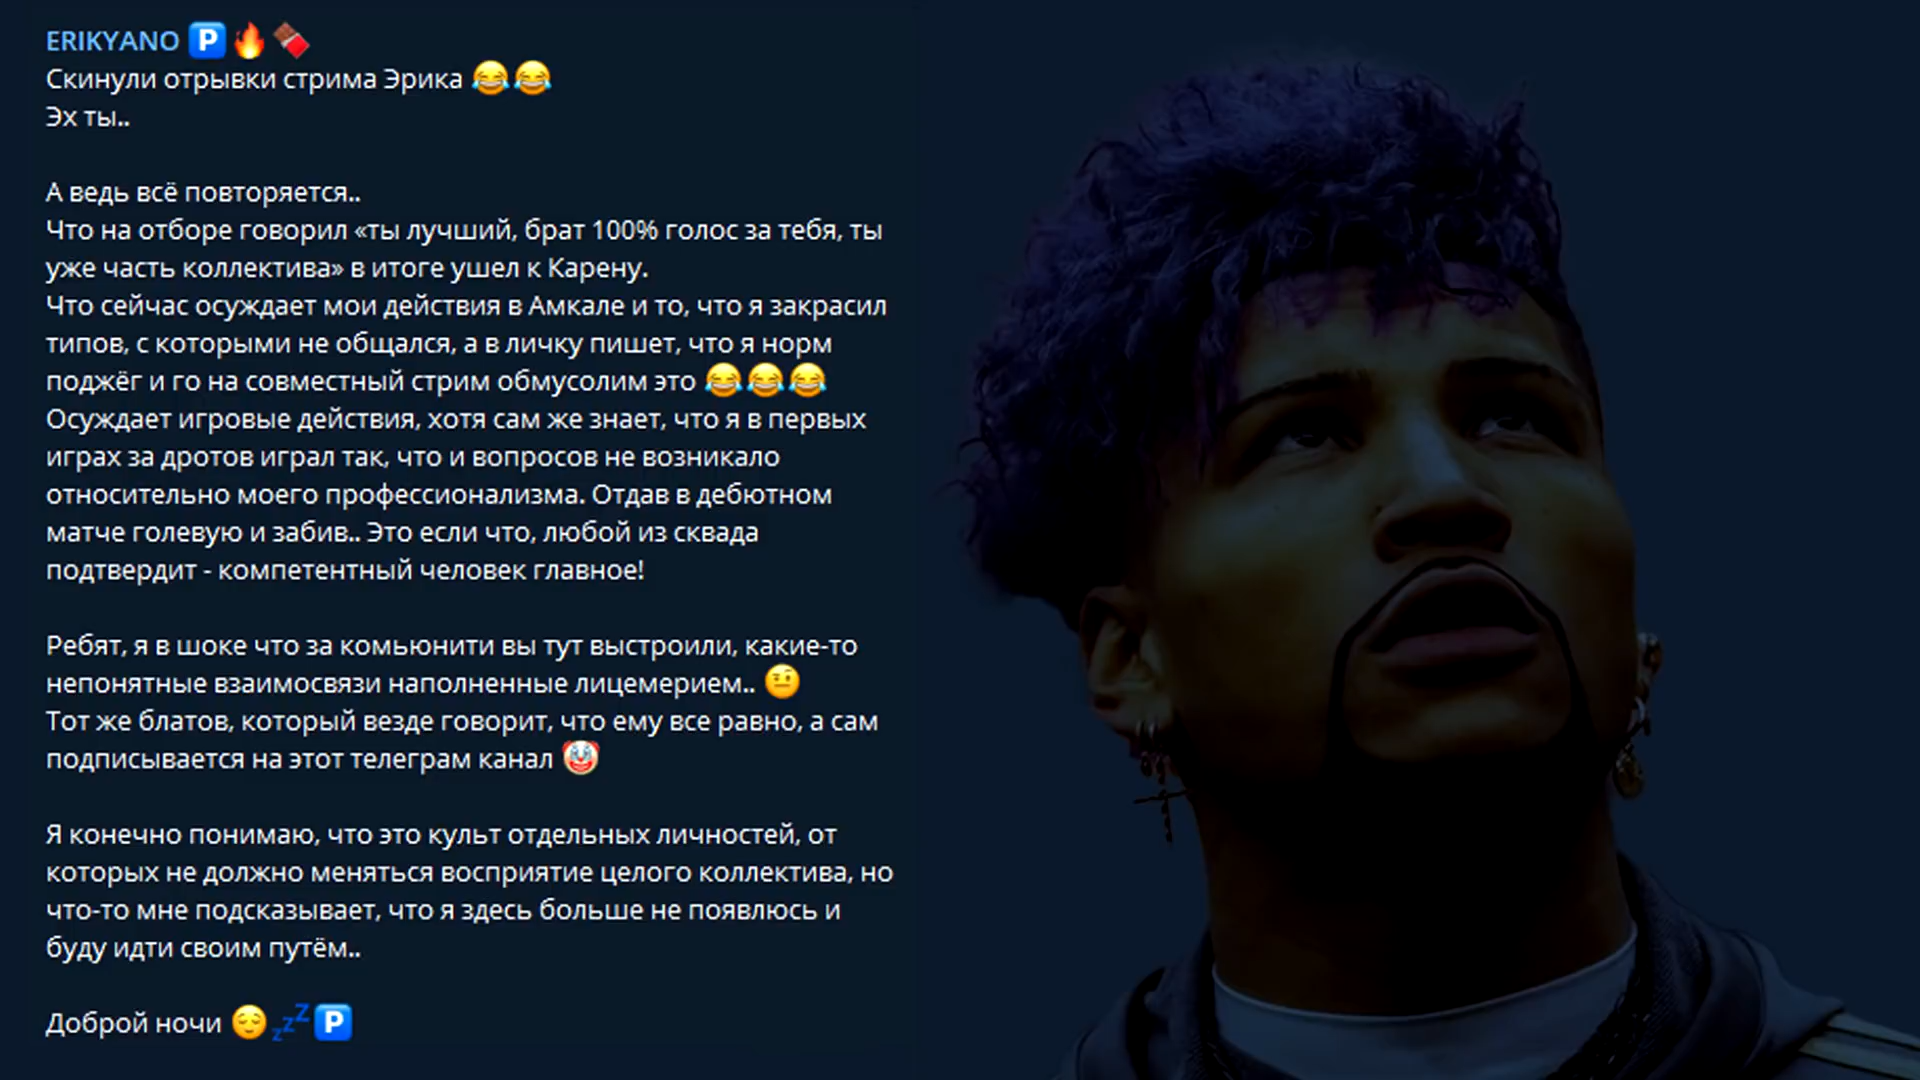 ERIKYANO 🅿️🔥🍫
Скинули отрывки стрима Эрика 😂😂
Эх ты..
А ведь всё повторяется..
Что на отборе говорил «ты лучший, брат 100% голос за тебя, ты
уже часть коллектива» в итоге ушел к Карену.
Что сейчас осуждает мои действия в Амкале и то, что я закрасил
типов, с которыми не общался, а в личку пишет, что я норм
поджёг и го на совместный стрим обмусолим это 😂😂😂
Осуждает игровые действия, хотя сам же знает, что я в первых
играх за дротов играл так, что и вопросов не возникало
относительно моего профессионализма. Отдав в дебютном
матче голевую и забив.. Это если что, любой из сквада
подтвердит - компетентный человек главное!
Ребят, я в шоке что за комьюнити вы тут выстроили, какие-то
непонятные взаимосвязи наполненные лицемерием.. 🤨
Тот же блатов, который везде говорит, что ему все равно, а сам
подписывается на этот телеграм канал 🤡
Я конечно понимаю, что это культ отдельных личностей, от
которых не должно меняться восприятие целого коллектива, но
что-то мне подсказывает, что я здесь больше не появлюсь и
буду идти своим путём..
Доброй ночи 😌💤🅿️